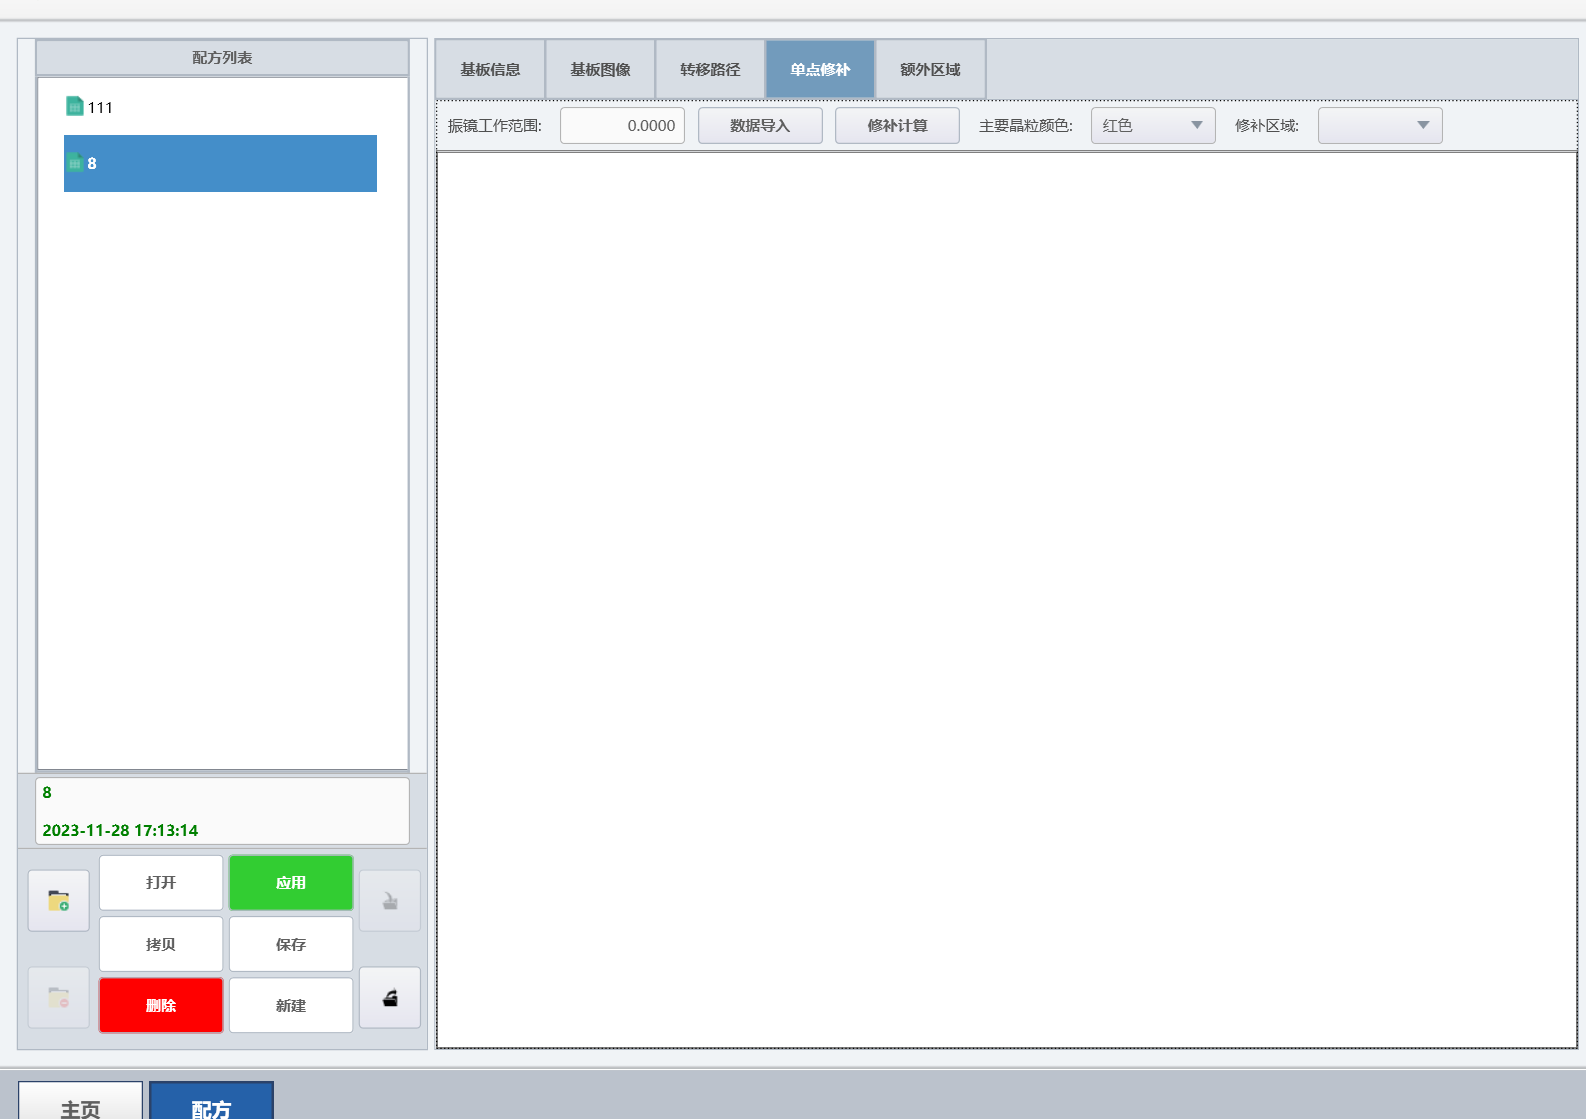 配方列表
111
8
8
2023-11-28 17:13:14
打开
应用
拷贝
保存
删除
新建
基板信息
基板图像
转移路径
单点修补
额外区域
振镜工作范围:
0.0000
数据导入
修补计算
主要晶粒颜色:
红色
修补区域:
主页
配方